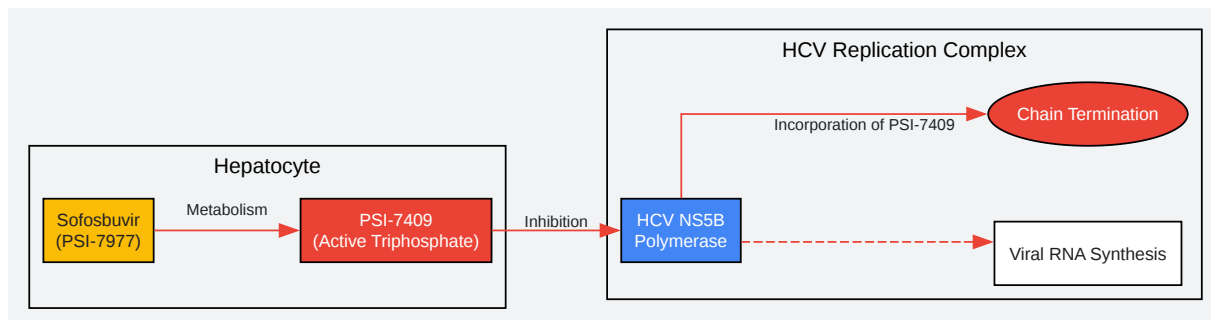 HCV Replication Complex
Chain Termination
Incorporation of PSI-7409
Hepatocyte
Sofosbuvir
(PSI-7977)
Metabolism
PSI-7409
(Active Triphosphate)
Inhibition
HCV NS5B
Polymerase
Viral RNA Synthesis